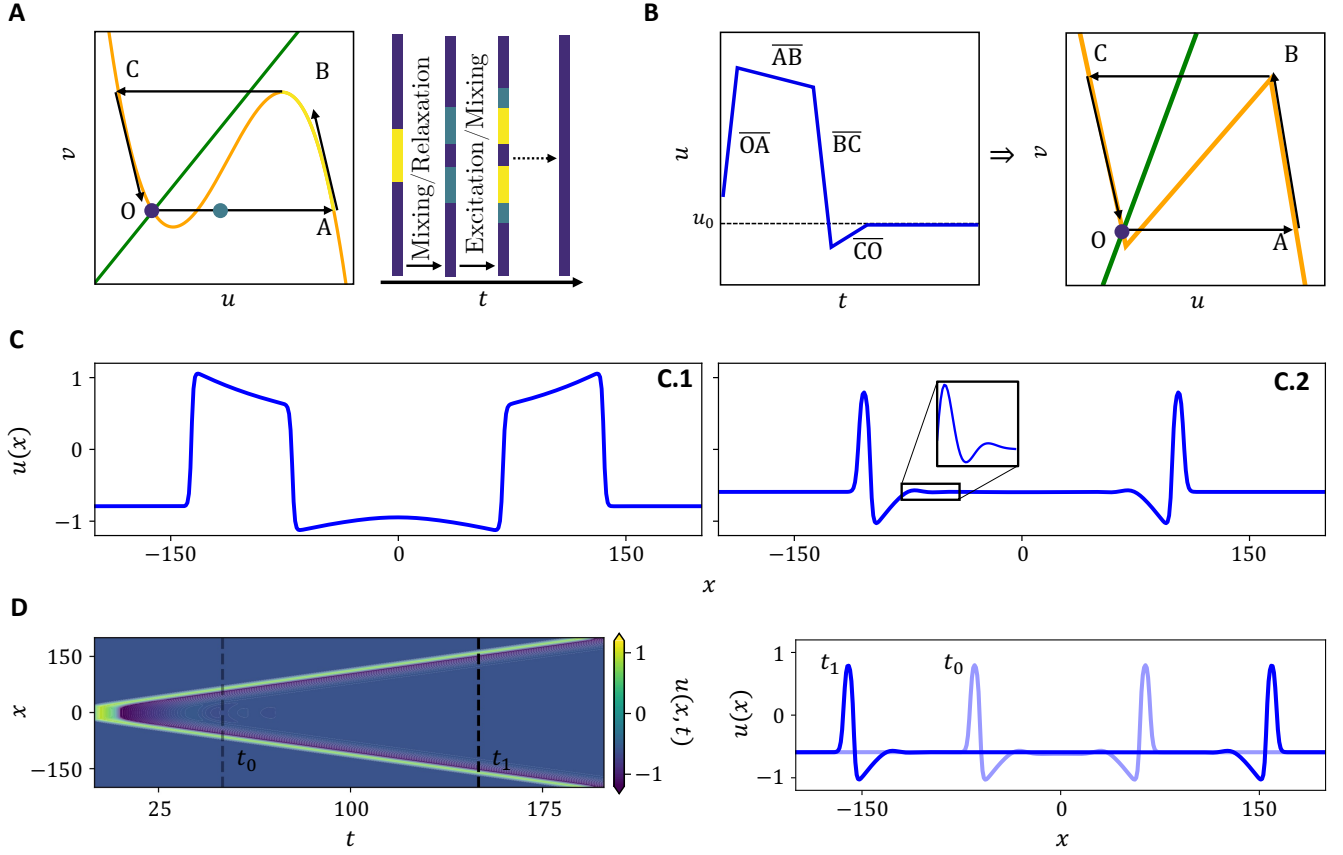 A
C
B
O
A
v
u
Mixing/Relaxation
Excitation/Mixing
t
B
AB
OA
BC
CO
u
u0
t
⇒
C
B
O
A
v
u
C
C.1
1
0
−1
u(x)
−150
0
150
C.2
−150
0
150
x
D
150
0
−150
x
t0
t1
25
100
175
t
1
0
−1
u(x, t)
t1
t0
1
0
−1
u(x)
−150
0
150
x